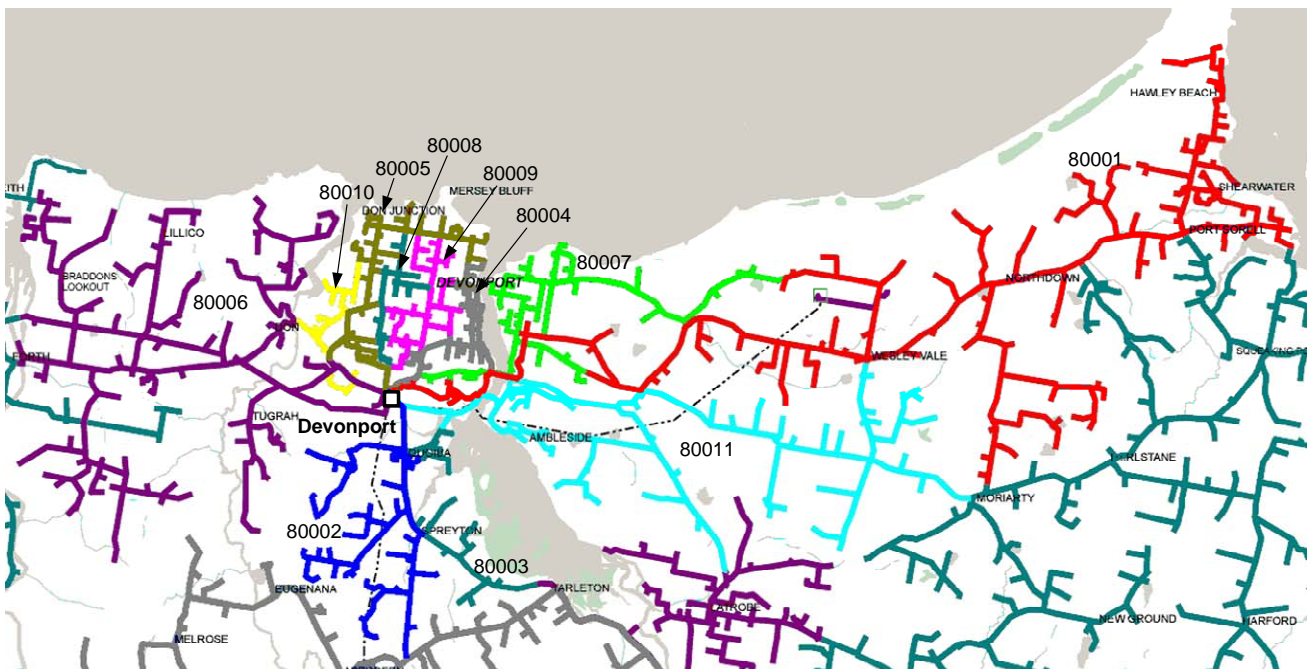 HAWLEY BEACH
80001
80008
80005
80009
80010
MERSEY BLUFF
SHEARWATER
DON JUNCTION
80004
LILLICO
PORT SORELL
80007
BRADDONS
LOOKOUT
DEVONPORT
NORTHDOWN
80006
DON
WESLEY VALE
FORTH
TUGRAH
Devonport
AMBLESIDE
80011
QUOIBA
MORIARTY
80002
SPREYTON
80003
EUGENANA
TARLETON
LATROBE
NEW GROUND
HARFORD
MELROSE